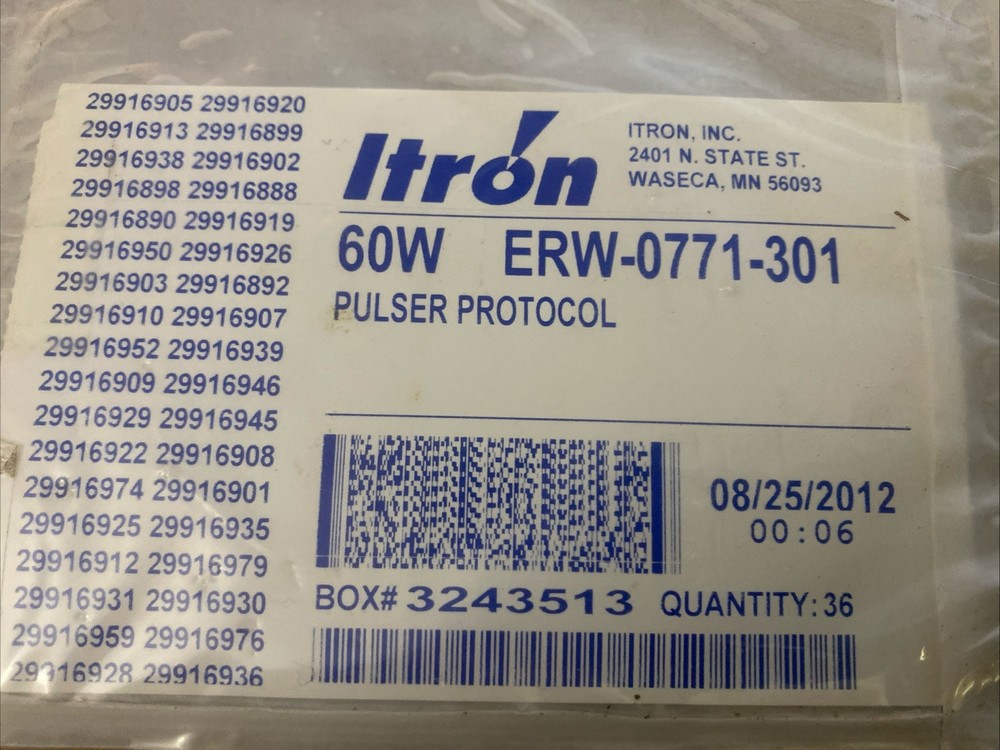 29916905 29916920
29916913 29916899
29916938 29916902
29916898 29916888
29916890 29916919
29916950 29916926
29916903 29916892
29916910 29916907
29916952 29916939
29916909 29916946
29916929 29916945
29916922 29916908
29916974 29916901
29916925 29916935
29916912 29916979
29916931 29916930
29916959 29916976
29916928 29916936
Itron
ITRON, INC.
2401 N. STATE ST.
WASECA, MN 56093
60W ERW-0771-301
PULSER PROTOCOL
08/25/2012
00:06
BOX# 3243513 QUANTITY: 36